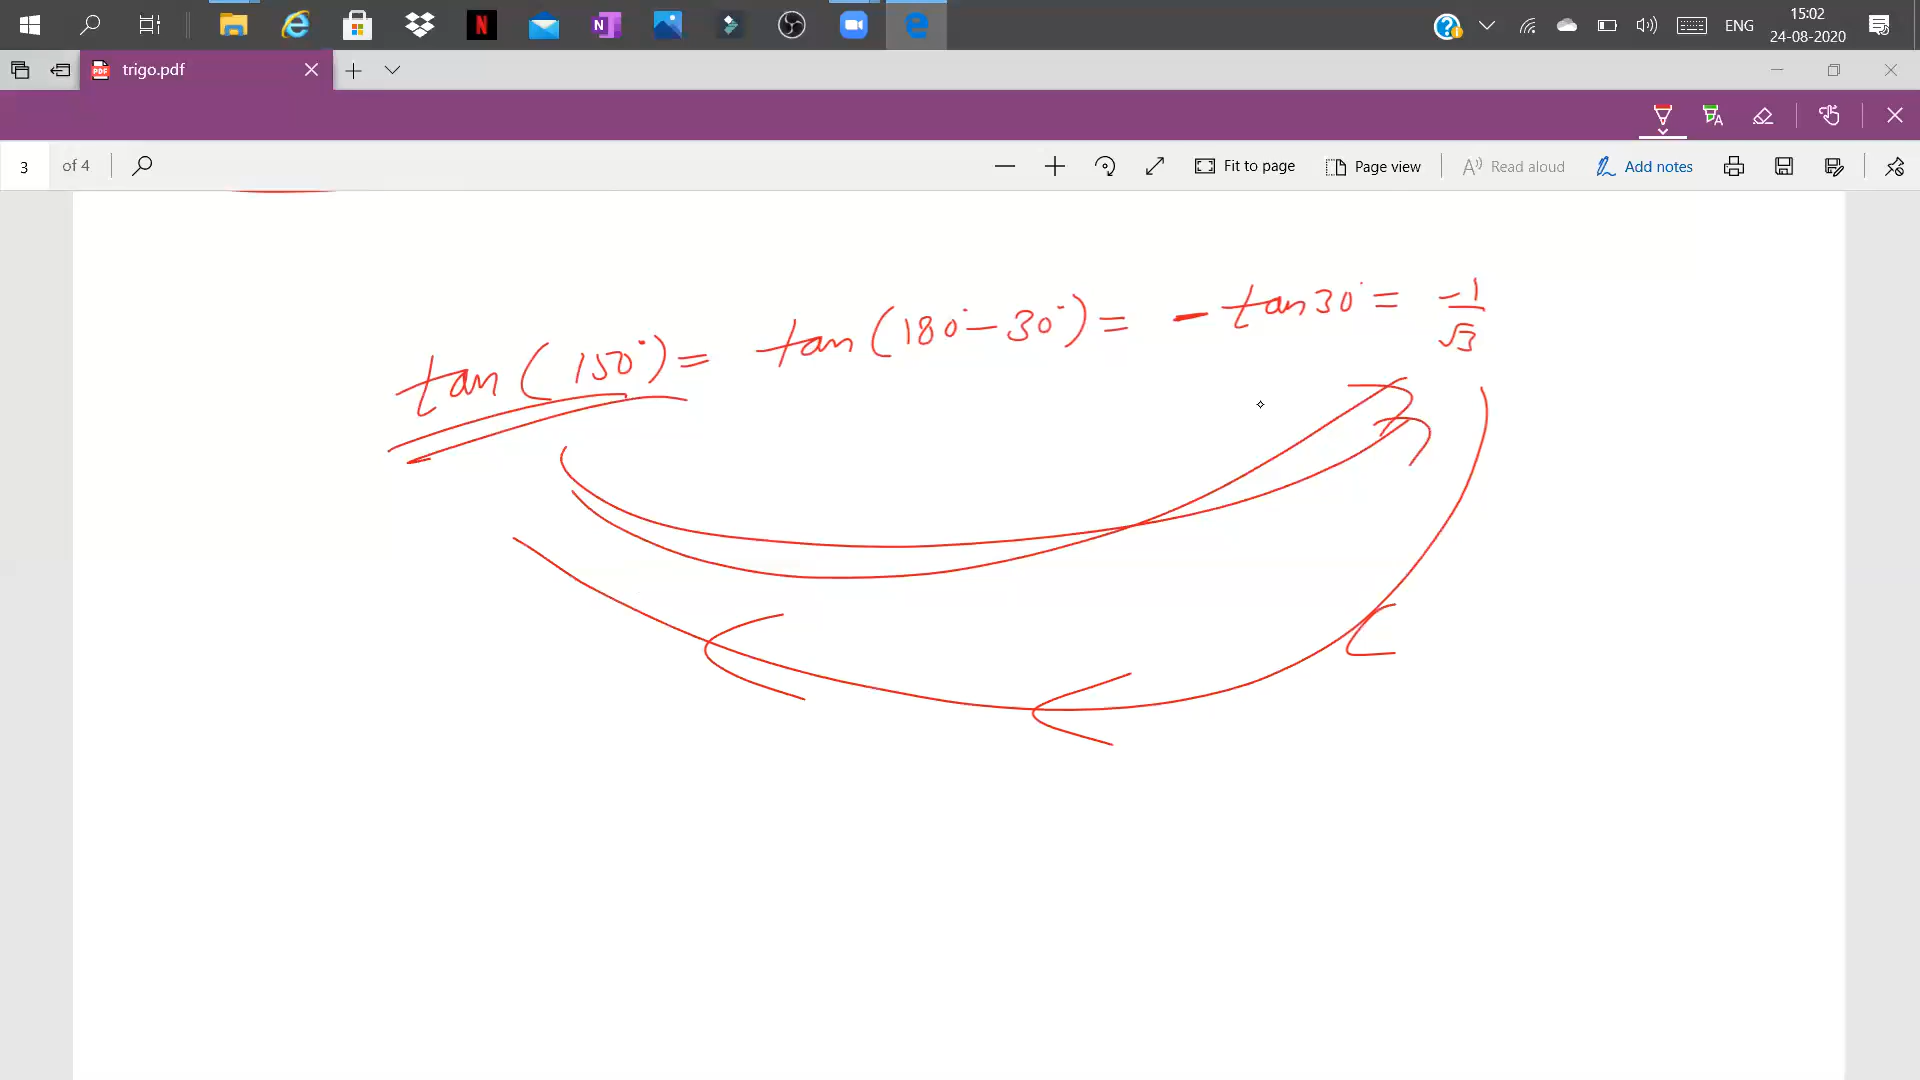 15:02
ENG
24-08-2020
trigo.pdf
3 of 4
Fit to page
Page view
Read aloud
Add notes
tan (150°) = tan (180° - 30°) = - tan 30° = -1/√3